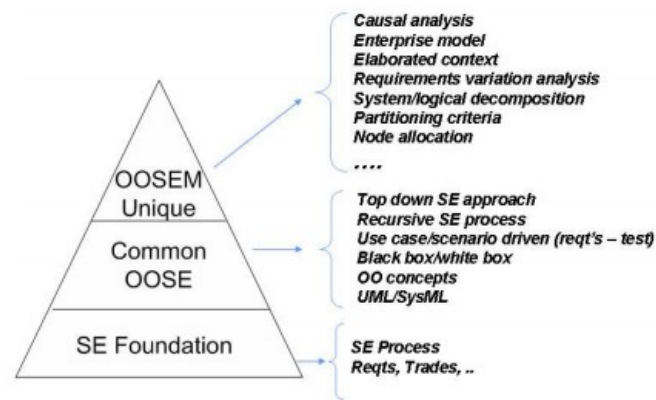 Causal analysis
Enterprise model
Elaborated context
Requirements variation analysis
System/logical decomposition
Partitioning criteria
Node allocation
....
OOSEM
Unique
Top down SE approach
Recursive SE process
Use case/scenario driven (reqt's – test)
Black box/white box
OO concepts
UML/SysML
Common
OOSE
SE Foundation
SE Process
Reqts, Trades, ..